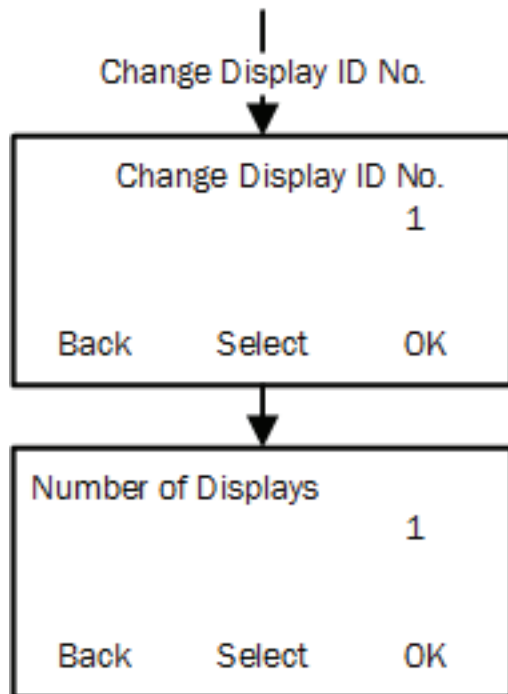 Change Display ID No.
Change Display ID No.
1
Back Select OK
Number of Displays
1
Back Select OK